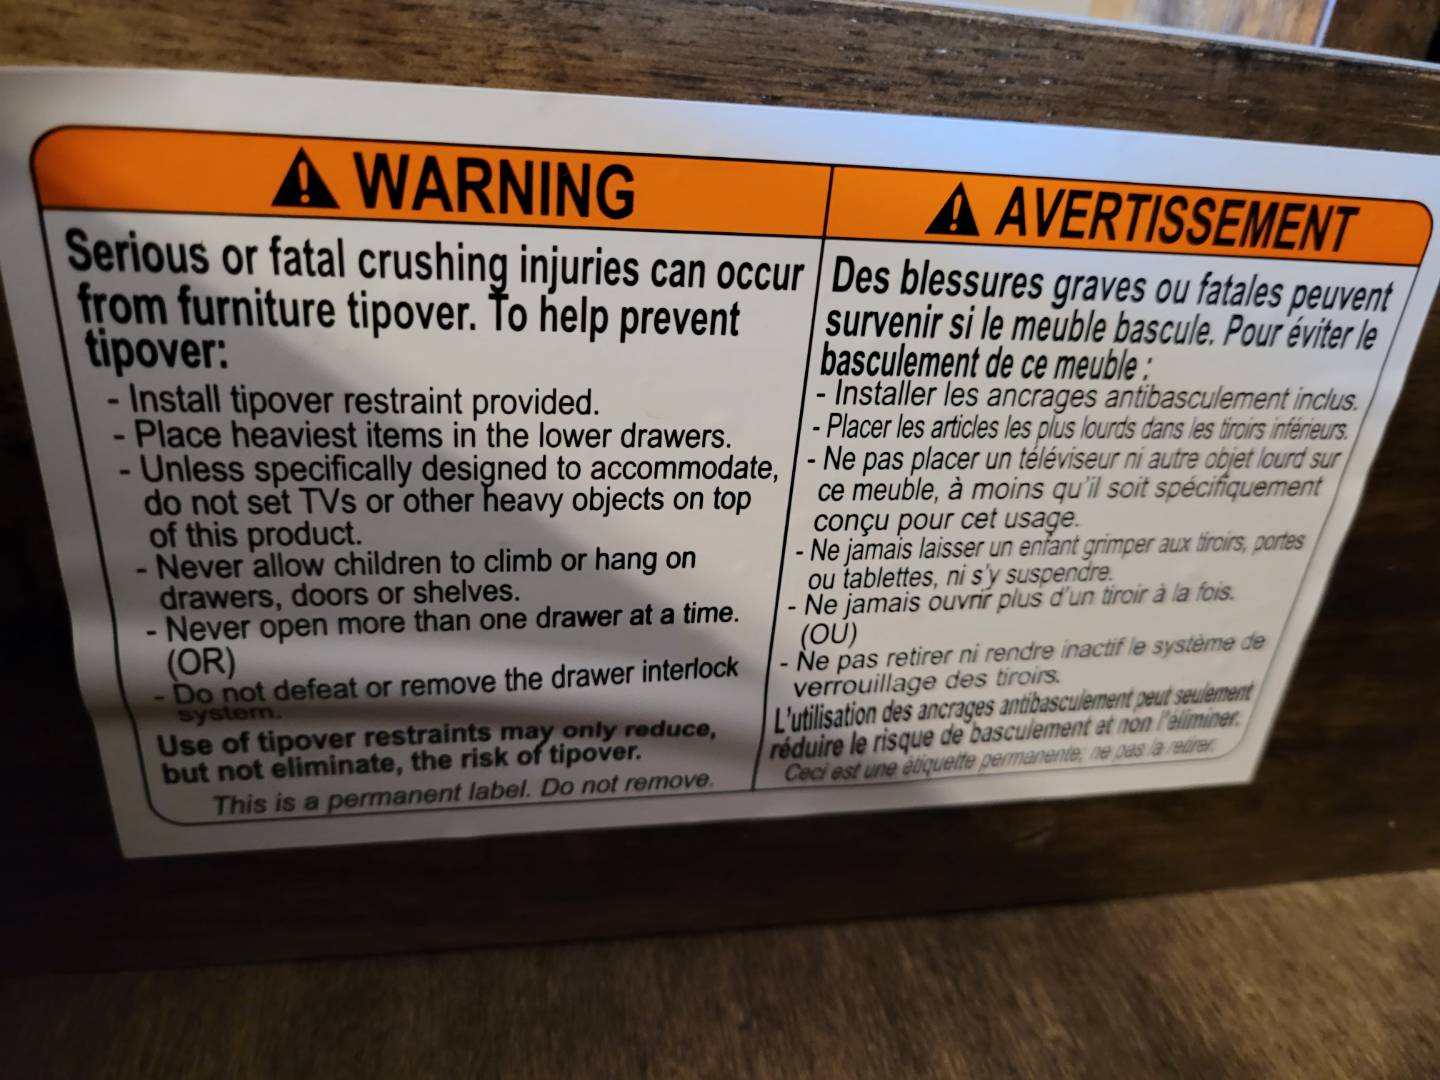 WARNING
Serious or fatal crushing injuries can occur
from furniture tipover. To help prevent
tipover:
- Install tipover restraint provided.
- Place heaviest items in the lower drawers.
- Unless specifically designed to accommodate,
do not set TVs or other heavy objects on top
of this product.
- Never allow children to climb or hang on
drawers, doors or shelves.
- Never open more than one drawer at a time.
(OR)
- Do not defeat or remove the drawer interlock
system.
Use of tipover restraints may only reduce,
but not eliminate, the risk of tipover.
This is a permanent label. Do not remove.
AVERTISSEMENT
Des blessures graves ou fatales peuvent
survenir si le meuble bascule. Pour éviter le
basculement de ce meuble :
- Installer les ancrages antibasculement inclus.
- Placer les articles les plus lourds dans les tiroirs inférieurs.
- Ne pas placer un téléviseur ni autre objet lourd sur
ce meuble, à moins qu'il soit spécifiquement
conçu pour cet usage.
- Ne jamais laisser un enfant grimper aux tiroirs, portes
ou tablettes, ni s'y suspendre.
- Ne jamais ouvrir plus d'un tiroir à la fois.
(OU)
- Ne pas retirer ni rendre inactif le système de
verrouillage des tiroirs.
L'utilisation des ancrages antibasculement peut seulement
réduire le risque de basculement et non l'éliminer.
Ceci est une étiquette permanente; ne pas la retirer.